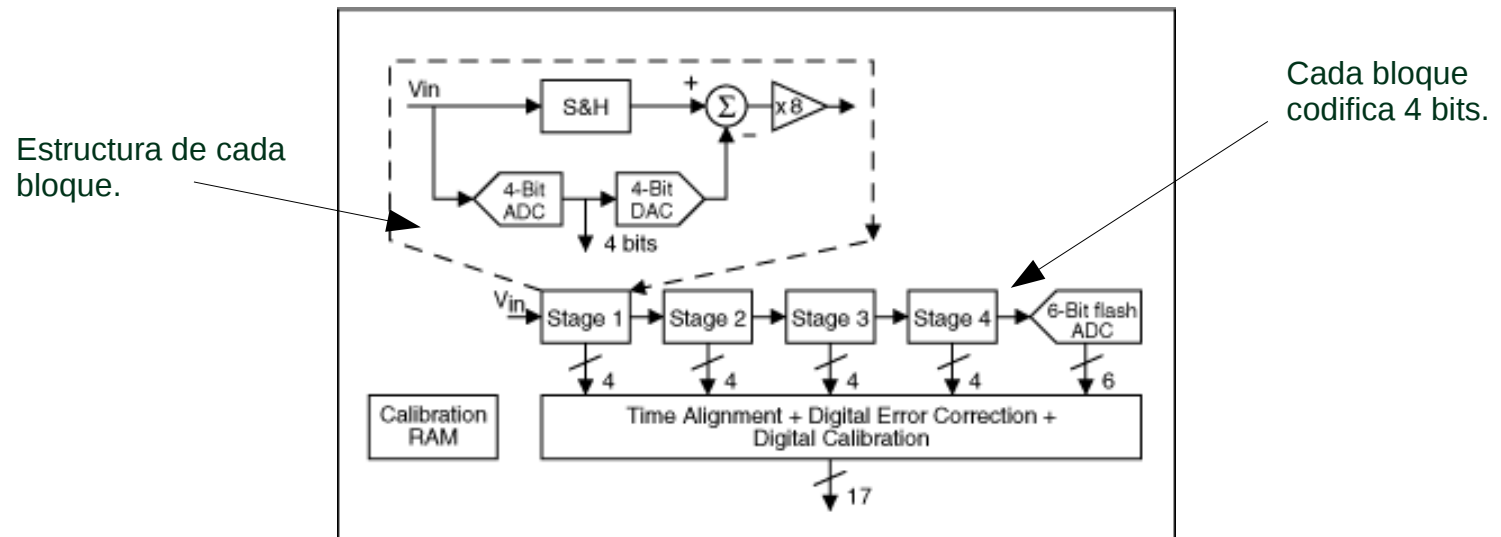 Vin
S&H
+
Σ
x8
−
Cada bloque
codifica 4 bits.
Estructura de cada
bloque.
4-Bit
ADC
4-Bit
DAC
4 bits
Vin
Stage 1
Stage 2
Stage 3
Stage 4
6-Bit flash
ADC
4
4
4
4
6
Calibration
RAM
Time Alignment + Digital Error Correction +
Digital Calibration
17